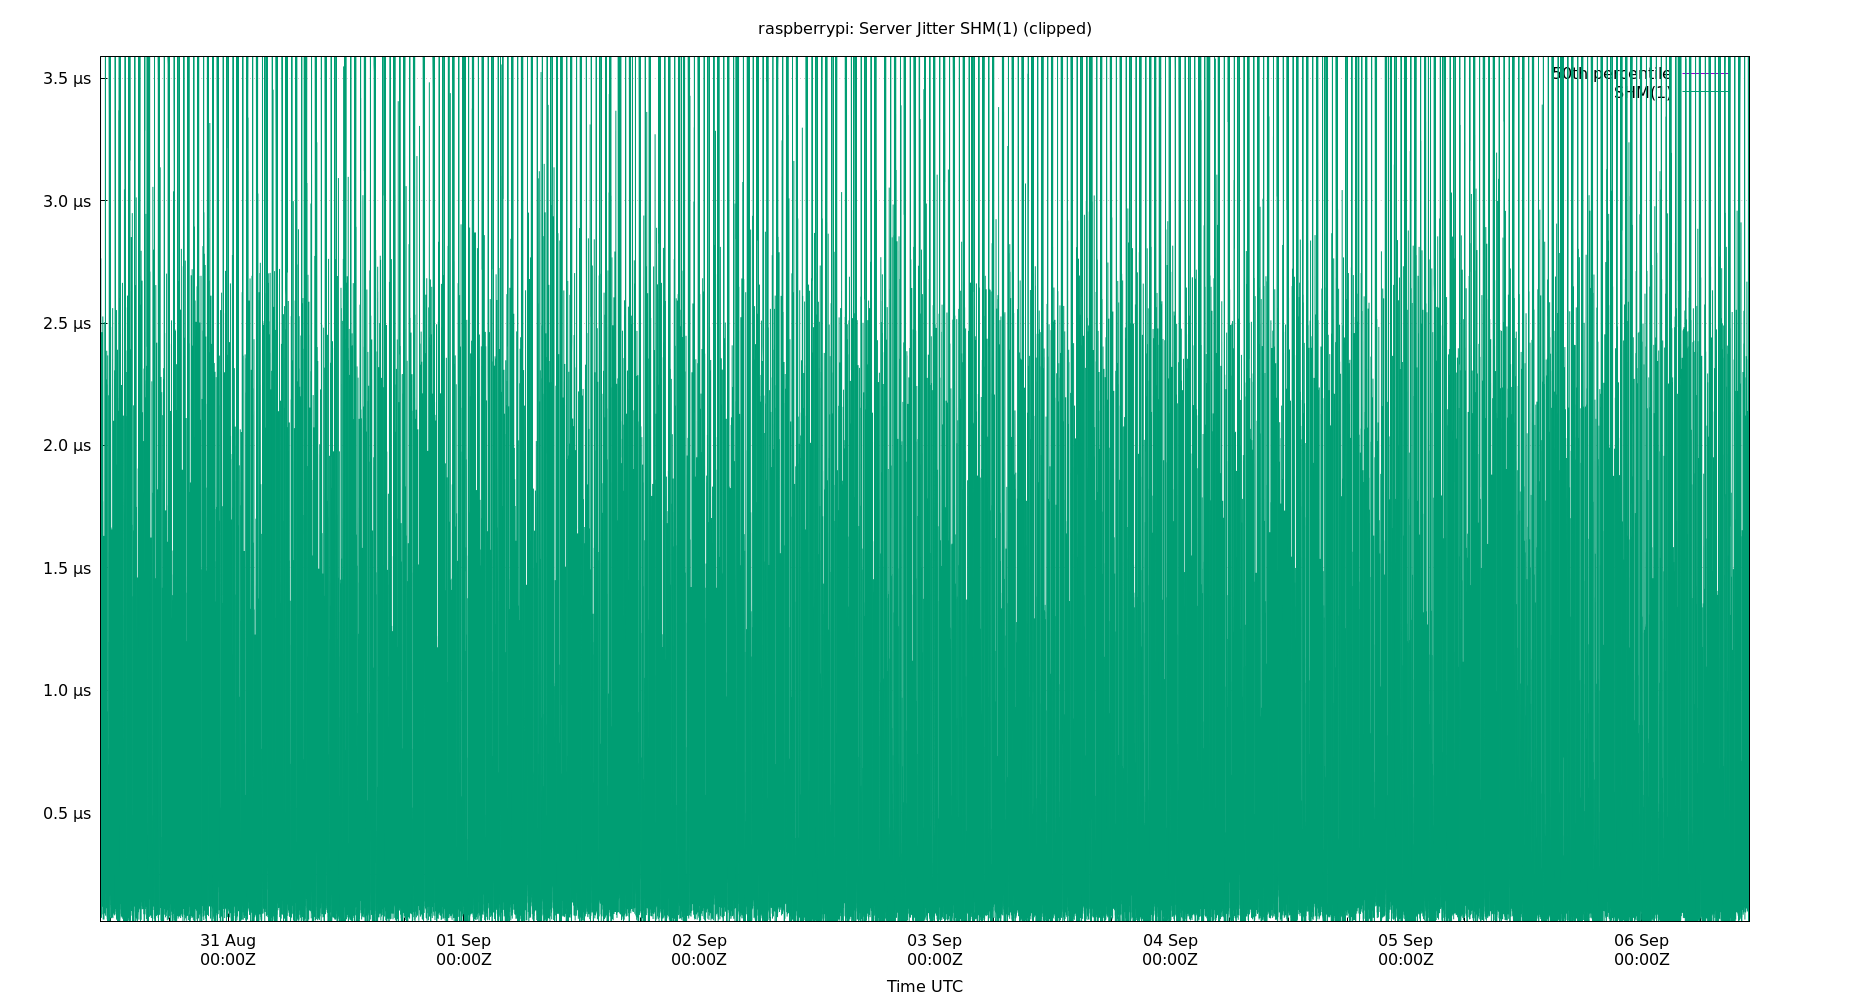 raspberrypi: Server Jitter SHM(1) (clipped)
50th percentile
SHM(1)
3.5 µs
3.0 µs
2.5 µs
2.0 µs
1.5 µs
1.0 µs
0.5 µs
31 Aug 01 Sep 02 Sep 03 Sep 04 Sep 05 Sep 06 Sep
00:00Z 00:00Z 00:00Z 00:00Z 00:00Z 00:00Z 00:00Z
Time UTC